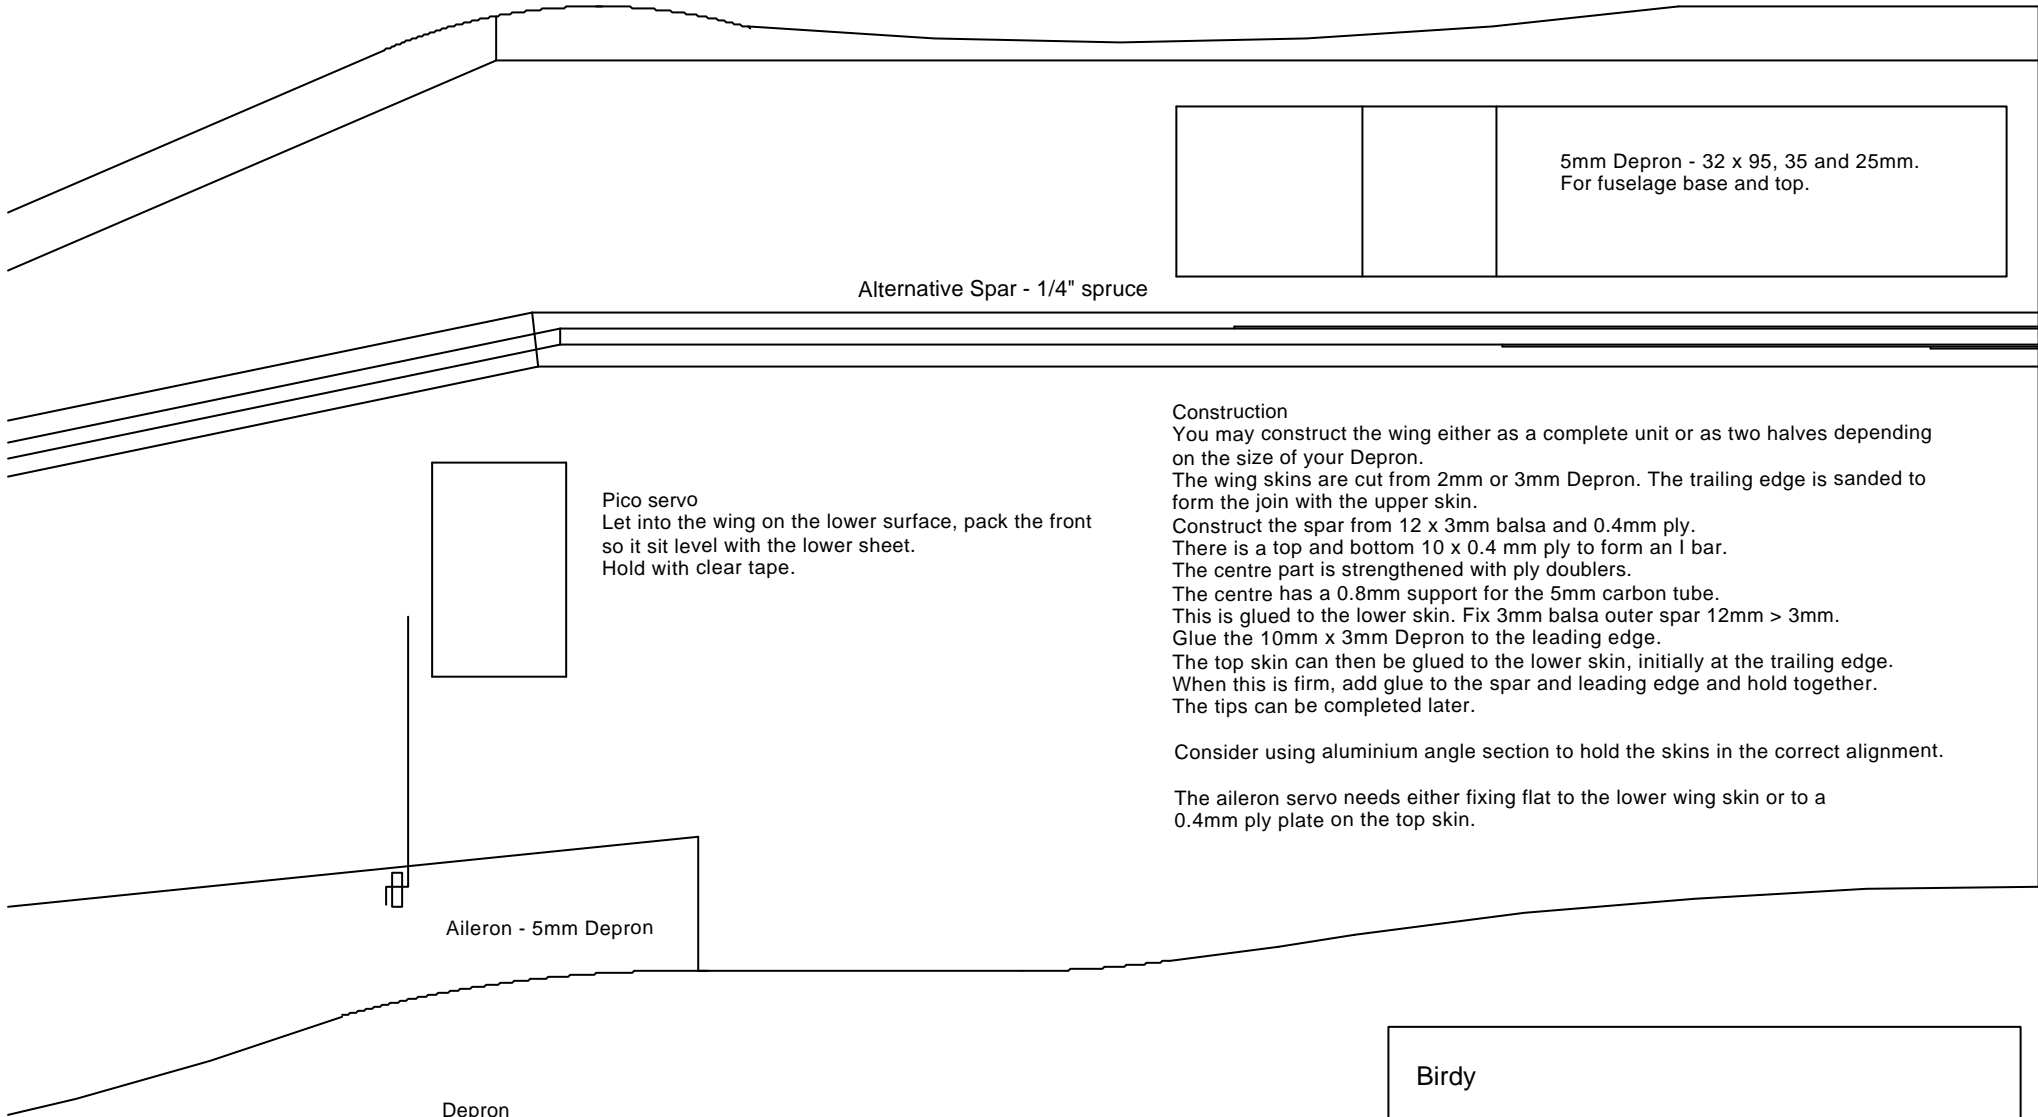 5mm Depron - 32 x 95, 35 and 25mm.
For fuselage base and top.
Alternative Spar - 1/4" spruce
Construction
You may construct the wing either as a complete unit or as two halves depending
on the size of your Depron.
The wing skins are cut from 2mm or 3mm Depron. The trailing edge is sanded to
form the join with the upper skin.
Construct the spar from 12 x 3mm balsa and 0.4mm ply.
There is a top and bottom 10 x 0.4 mm ply to form an I bar.
The centre part is strengthened with ply doublers.
The centre has a 0.8mm support for the 5mm carbon tube.
This is glued to the lower skin. Fix 3mm balsa outer spar 12mm > 3mm.
Glue the 10mm x 3mm Depron to the leading edge.
The top skin can then be glued to the lower skin, initially at the trailing edge.
When this is firm, add glue to the spar and leading edge and hold together.
The tips can be completed later.
Consider using aluminium angle section to hold the skins in the correct alignment.
The aileron servo needs either fixing flat to the lower wing skin or to a
0.4mm ply plate on the top skin.
Pico servo
Let into the wing on the lower surface, pack the front
so it sit level with the lower sheet.
Hold with clear tape.
Aileron - 5mm Depron
Birdy
Depron